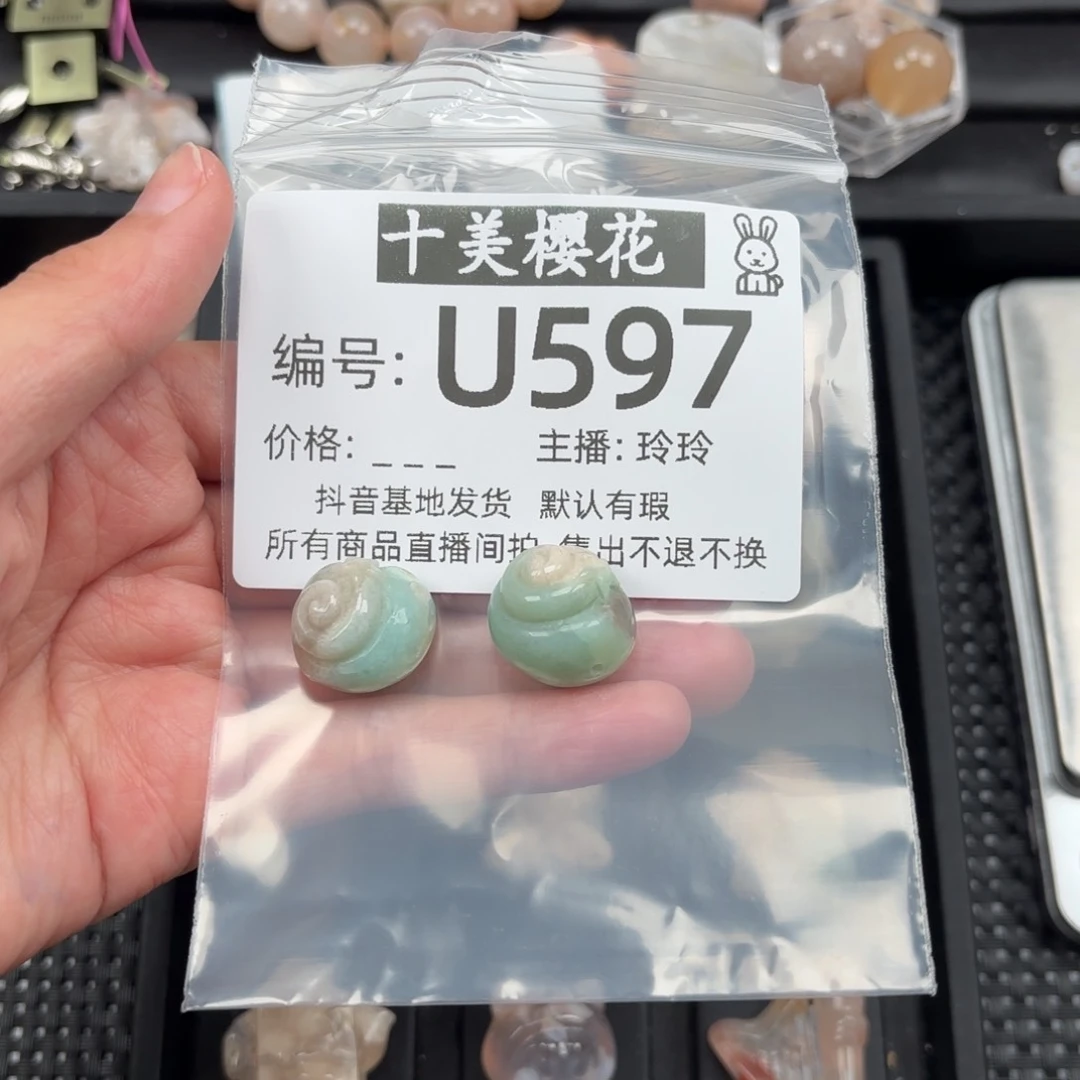 十美樱花
编号: U597
价格: _ _ _ 主播: 玲玲
抖音基地发货 默认有瑕
所有商品直播间拍 售出不退不换